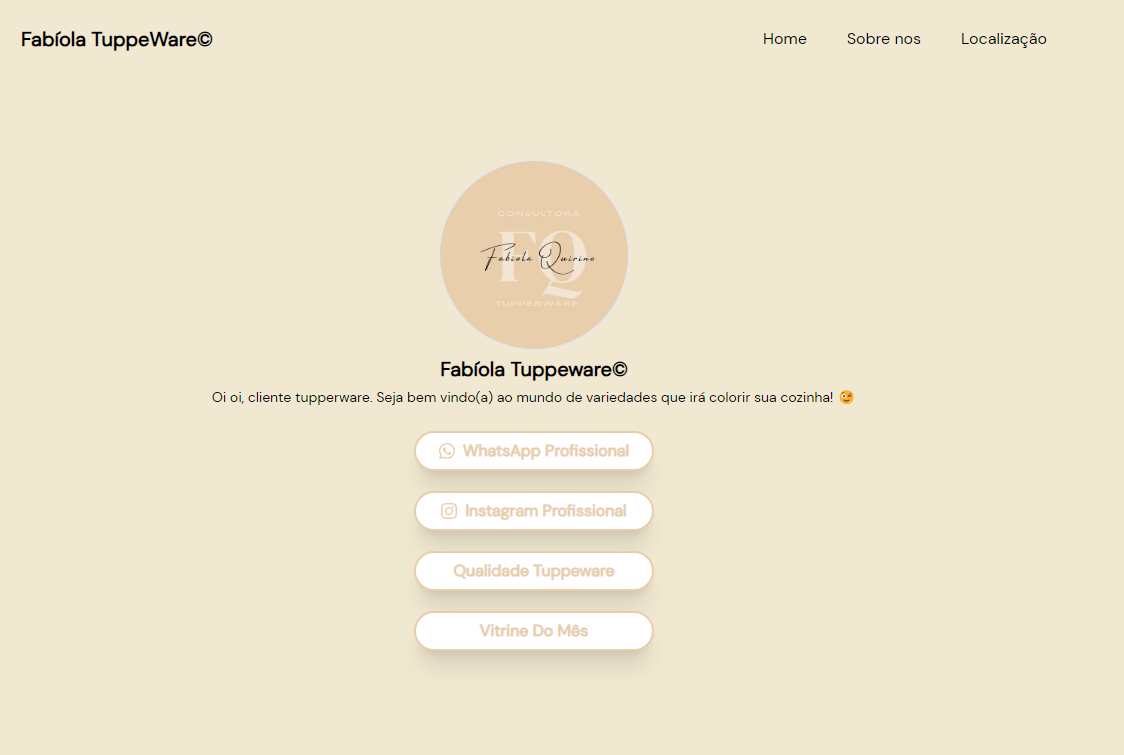 Fabíola TuppeWare©
Home Sobre nos Localização
CONSULTORA
FQ
Fabiola Quirino
TUPPERWARE
Fabíola Tuppeware©
Oi oi, cliente tupperware. Seja bem vindo(a) ao mundo de variedades que irá colorir sua cozinha! 😉
WhatsApp Profissional
Instagram Profissional
Qualidade Tuppeware
Vitrine Do Mês